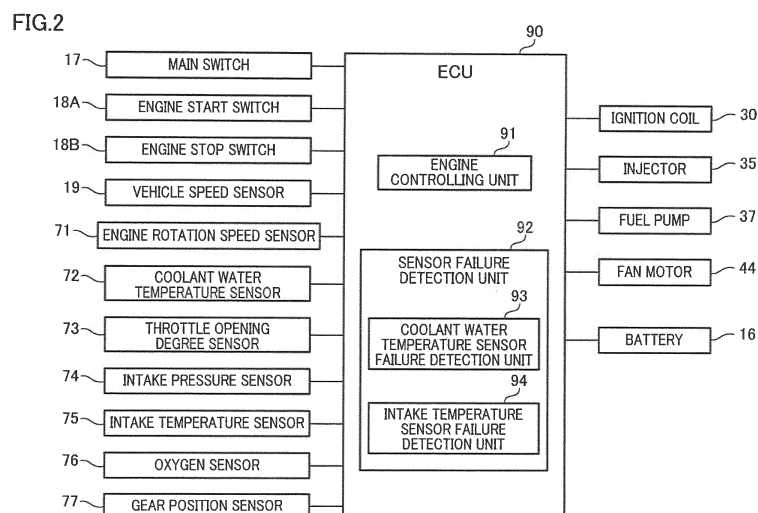 FIG.2
90
ECU
17
MAIN SWITCH
18A
ENGINE START SWITCH
18B
ENGINE STOP SWITCH
19
VEHICLE SPEED SENSOR
71
ENGINE ROTATION SPEED SENSOR
72
COOLANT WATER
TEMPERATURE SENSOR
73
THROTTLE OPENING
DEGREE SENSOR
74
INTAKE PRESSURE SENSOR
75
INTAKE TEMPERATURE SENSOR
76
OXYGEN SENSOR
77
GEAR POSITION SENSOR
91
ENGINE
CONTROLLING UNIT
92
SENSOR FAILURE
DETECTION UNIT
93
COOLANT WATER
TEMPERATURE SENSOR
FAILURE DETECTION UNIT
94
INTAKE TEMPERATURE
SENSOR FAILURE
DETECTION UNIT
IGNITION COIL
30
INJECTOR
35
FUEL PUMP
37
FAN MOTOR
44
BATTERY
16